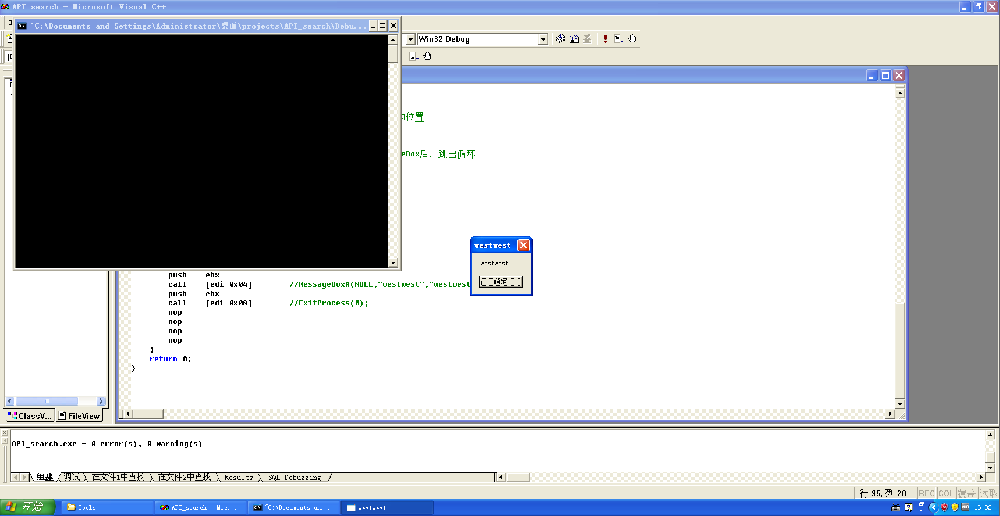 API_search - Microsoft Visual C++
"C:\Documents and Settings\Administrator\桌面\projects\API_search\Debu...
Win32 Debug
的位置
eBox后，跳出循环
westwest
westwest
确定
push ebx
call [edi-0x04] //MessageBoxA(NULL,"westwest","westwest
push ebx
call [edi-0x08] //ExitProcess(0);
nop
nop
nop
nop
}
return 0;
}
ClassV... FileView
API_search.exe - 0 error(s), 0 warning(s)
组建 调试 在文件1中查找 在文件2中查找 Results SQL Debugging
行 95, 列 20 REC COL 覆盖 读取
开始 Tools API_search - Mic... "C:\Documents an... westwest 16:32